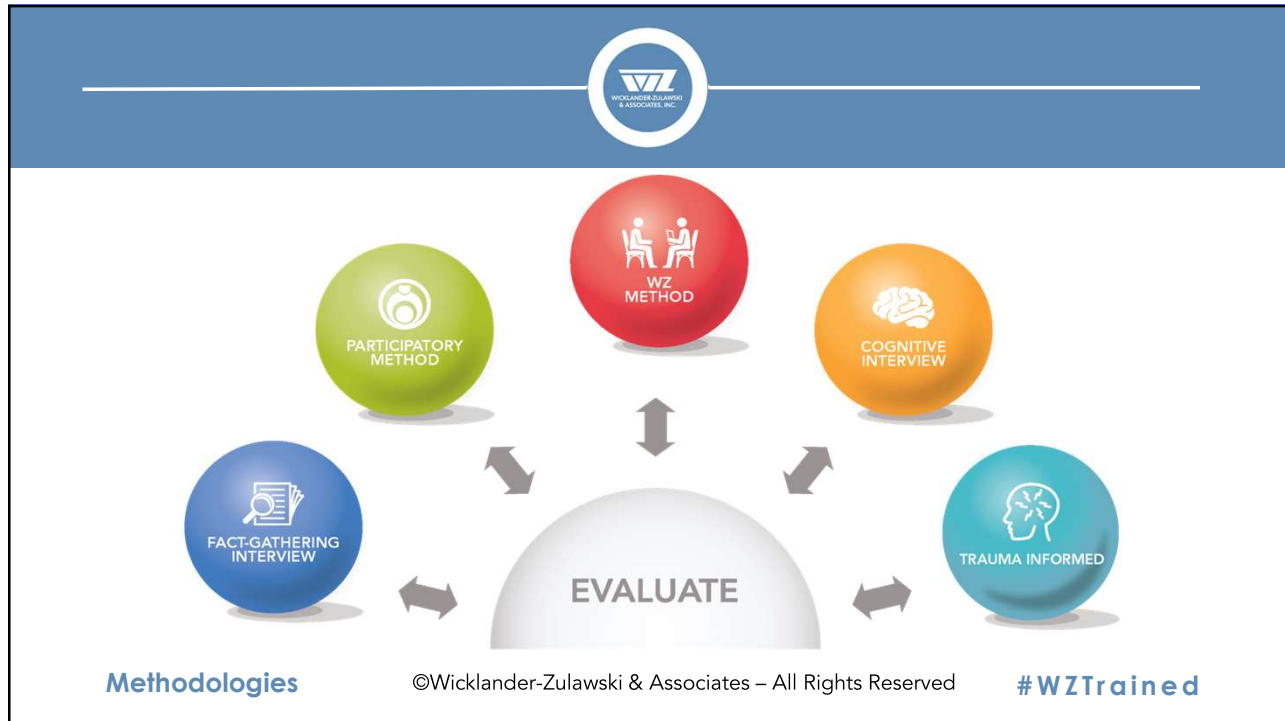 WZ
WICKLANDER-ZULAWSKI
& ASSOCIATES, INC.
WZ
METHOD
PARTICIPATORY
METHOD
COGNITIVE
INTERVIEW
FACT-GATHERING
INTERVIEW
TRAUMA INFORMED
EVALUATE
Methodologies
©Wicklander-Zulawski & Associates – All Rights Reserved
#WZTrained